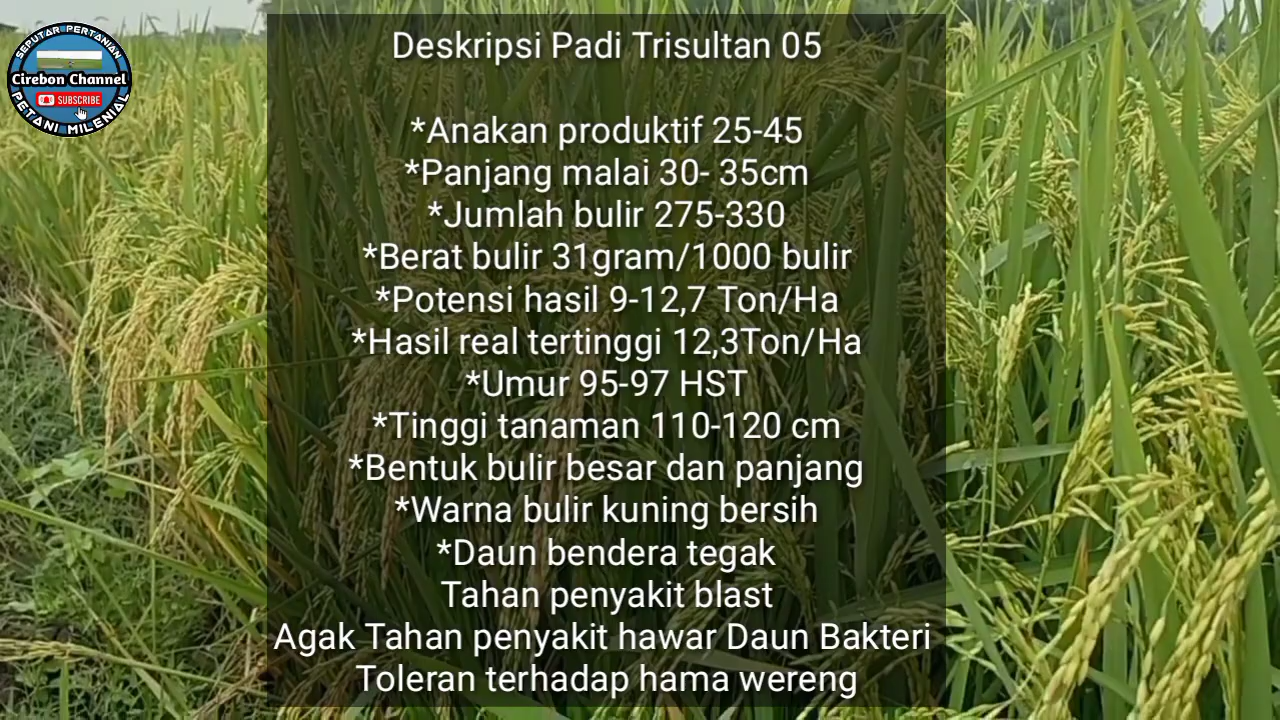 SEPUTAR PERTANIAN
Cirebon Channel
SUBSCRIBE
PETANI MILENIAL
Deskripsi Padi Trisultan 05
*Anakan produktif 25-45
*Panjang malai 30- 35cm
*Jumlah bulir 275-330
*Berat bulir 31gram/1000 bulir
*Potensi hasil 9-12,7 Ton/Ha
*Hasil real tertinggi 12,3Ton/Ha
*Umur 95-97 HST
*Tinggi tanaman 110-120 cm
*Bentuk bulir besar dan panjang
*Warna bulir kuning bersih
*Daun bendera tegak
Tahan penyakit blast
Agak Tahan penyakit hawar Daun Bakteri
Toleran terhadap hama wereng